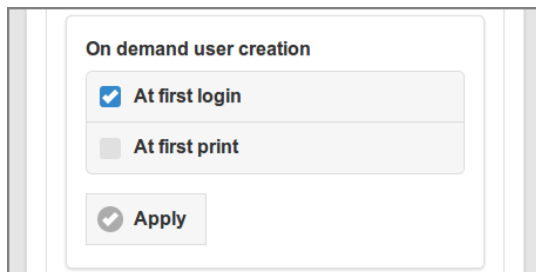 On demand user creation
At first login
At first print
Apply